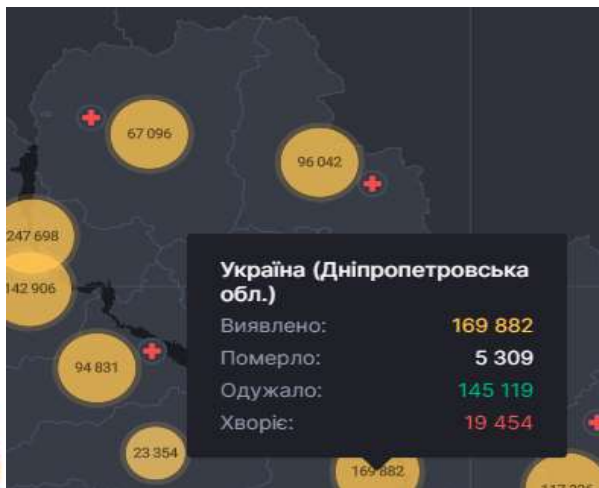 67 096
96 042
247 698
142 906
Україна (Дніпропетровська
обл.)
Виявлено: 169 882
Померло: 5 309
Одужало: 145 119
Хворіє: 19 454
94 831
23 354
169 882